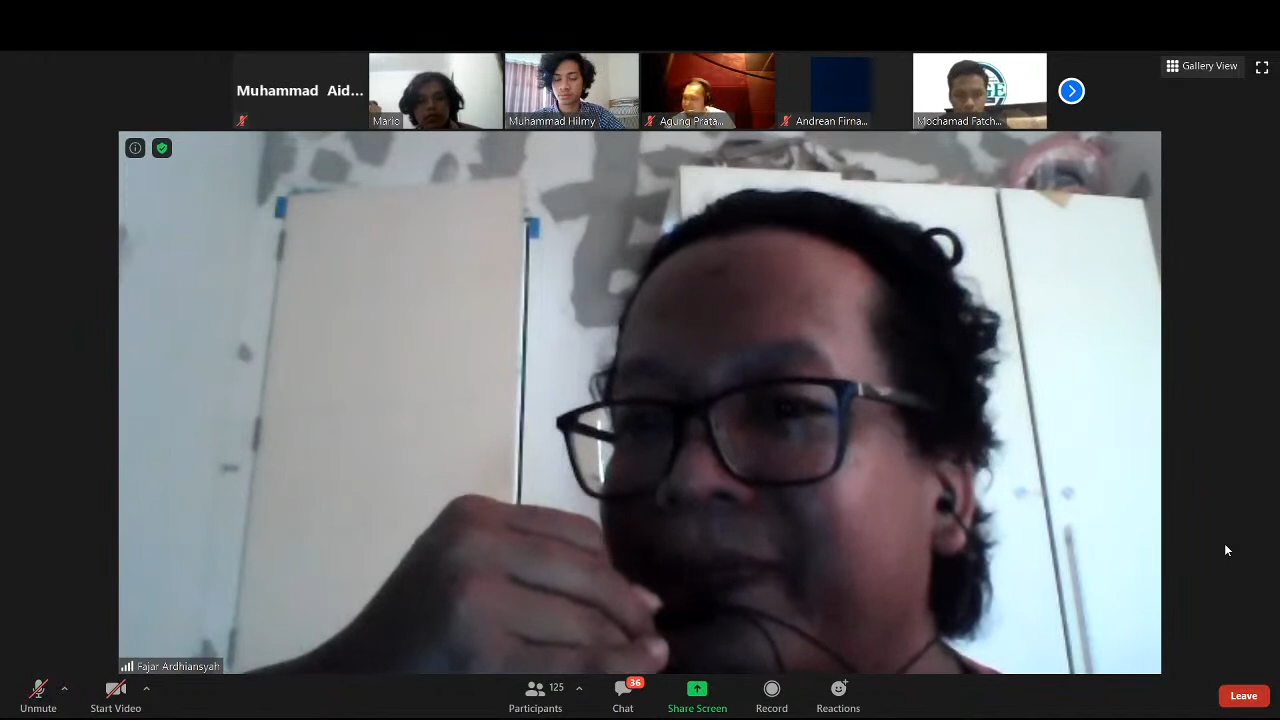 Muhammad Aid...
Maris
Muhammad Hilmy
Agung Prata...
Andrean Firna...
Mochamad Fatch...
Gallery View
Fajar Ardhiansyah
Unmute
Start Video
125
Participants
36
Chat
Share Screen
Record
Reactions
Leave